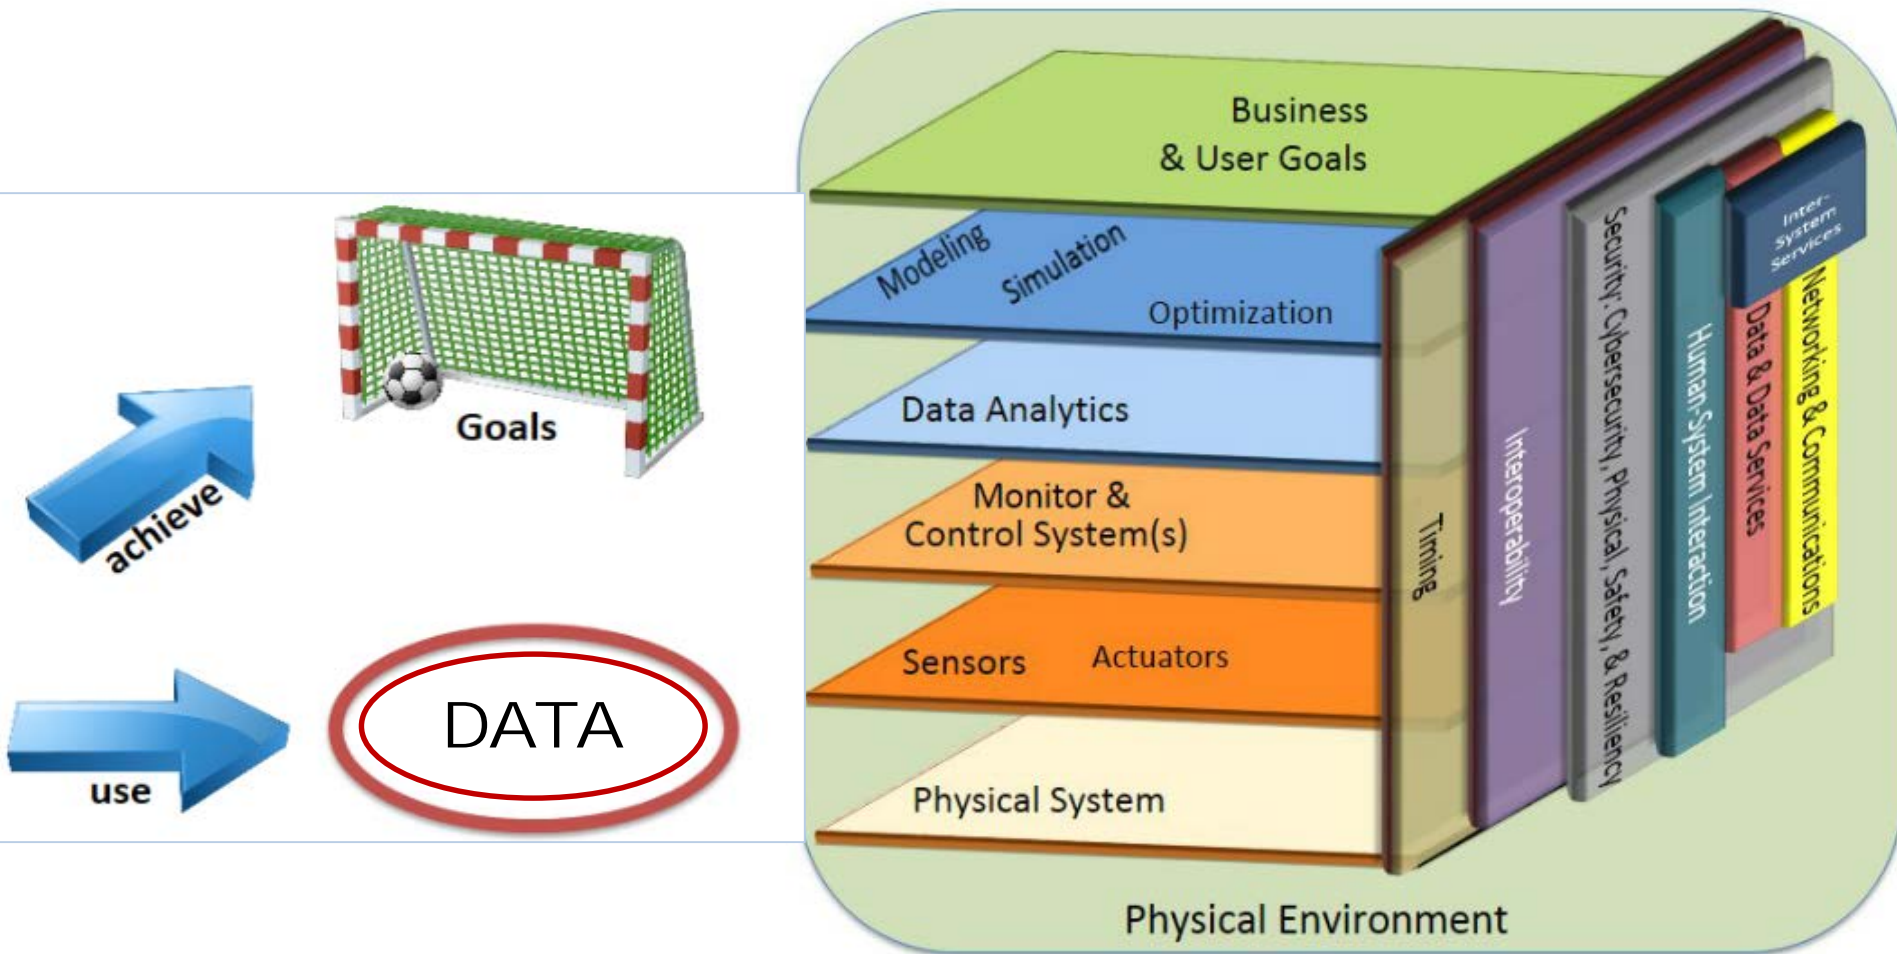 Goals
achieve
DATA
use
Business
& User Goals
Modeling
Simulation
Optimization
Data Analytics
Monitor &
Control System(s)
Sensors
Actuators
Physical System
Timing
Interoperability
Security: Cybersecurity, Physical, Safety, & Resiliency
Human-System Interaction
Data & Data Services
Networking & Communications
Inter-
System
Services
Physical Environment